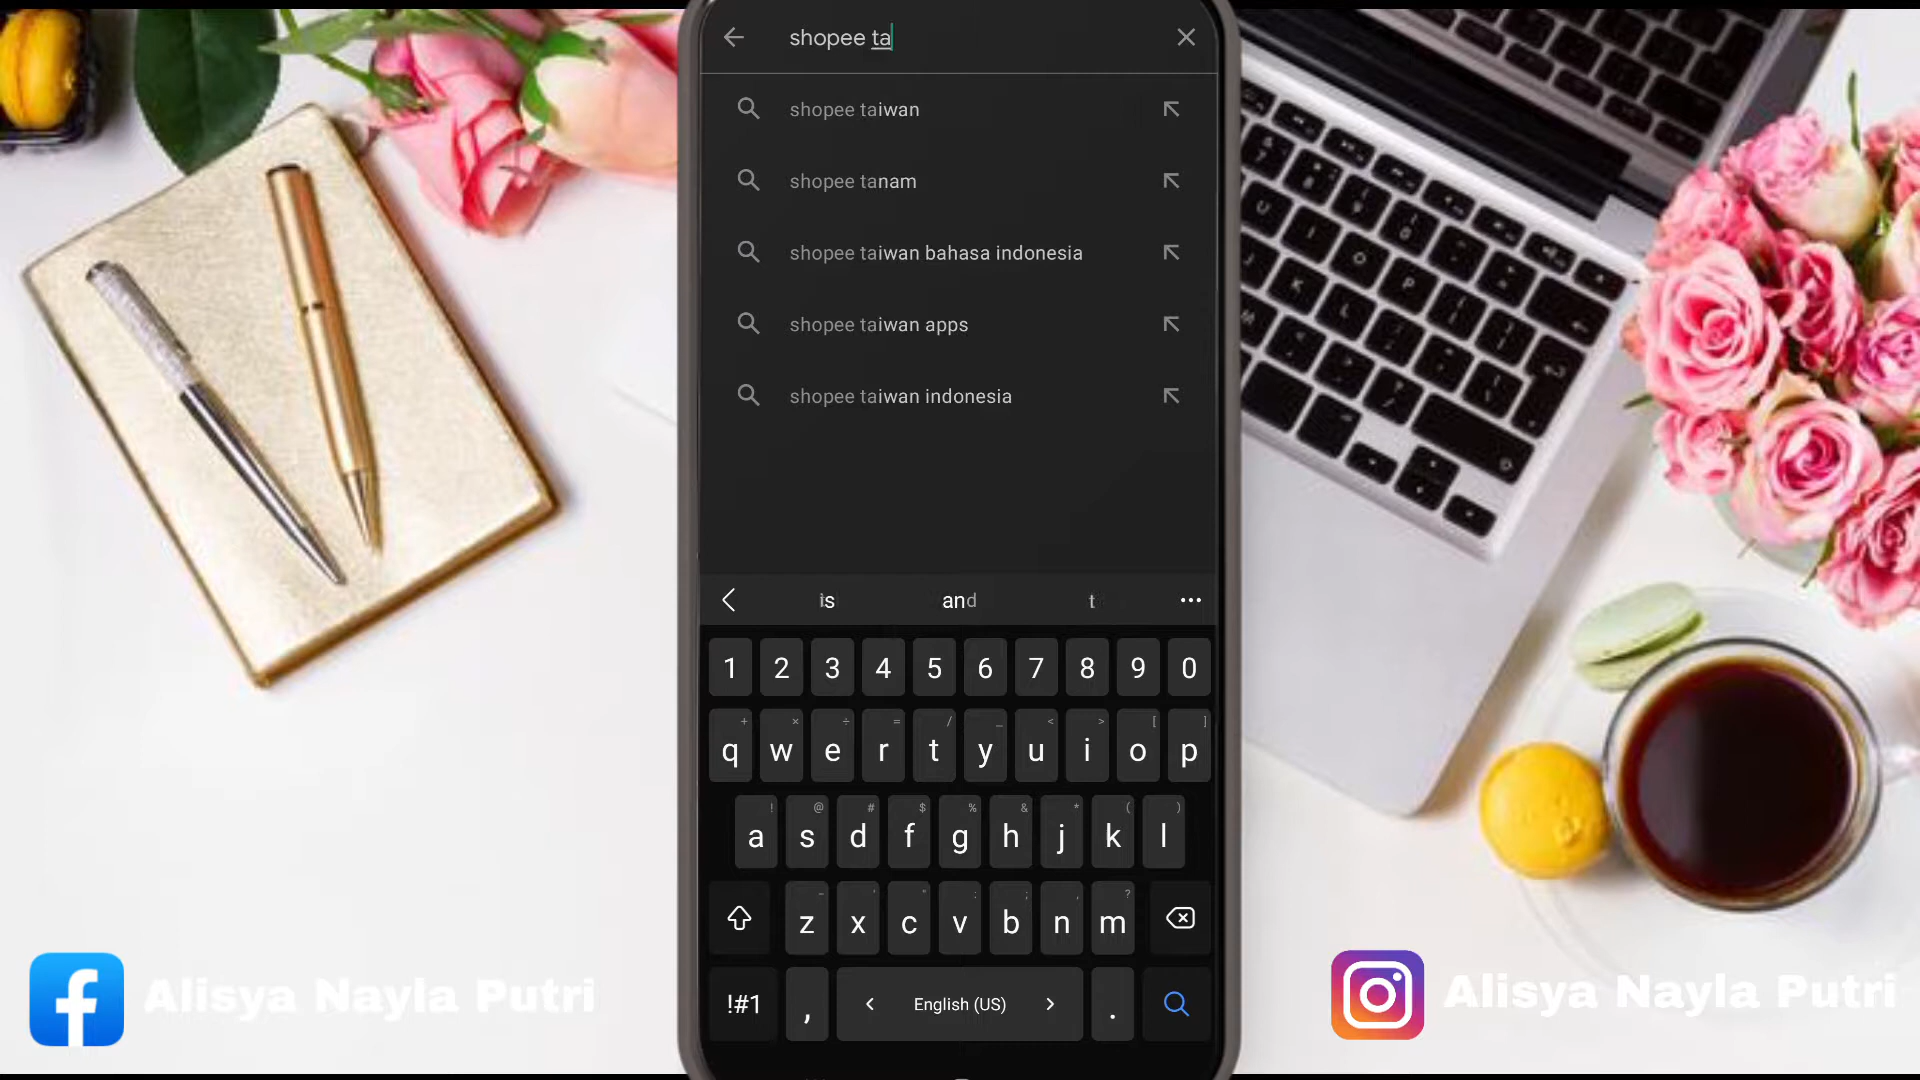 shopee ta
shopee taiwan
shopee tanam
shopee taiwan bahasa indonesia
shopee taiwan apps
shopee taiwan indonesia
is and t
1 2 3 4 5 6 7 8 9 0
q w e r t y u i o p
a s d f g h j k l
z x c v b n m
!#1 , < English (US) > .
Alisya Nayla Putri
Alisya Nayla Putri